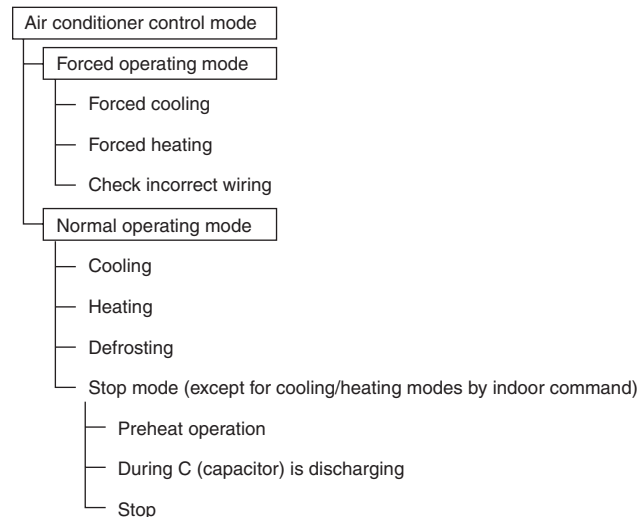 Air conditioner control mode
Forced operating mode
Forced cooling
Forced heating
Check incorrect wiring
Normal operating mode
Cooling
Heating
Defrosting
Stop mode (except for cooling/heating modes by indoor command)
Preheat operation
During C (capacitor) is discharging
Stop